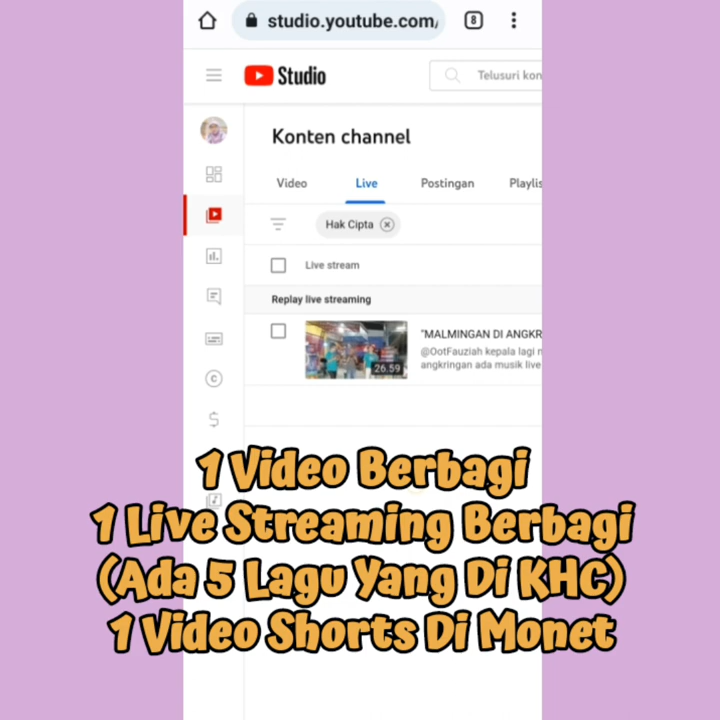 studio.youtube.com/
8
Studio
Telusuri kon
Konten channel
Video
Live
Postingan
Playlis
Hak Cipta
Live stream
Replay live streaming
"MALMINGAN DI ANGKR
@OotFauziah kepala lagi n
angkringan ada musik live
26.59
1 Video Berbagi
1 Live Streaming Berbagi
(Ada 5 Lagu Yang Di KHC)
1 Video Shorts Di Monet